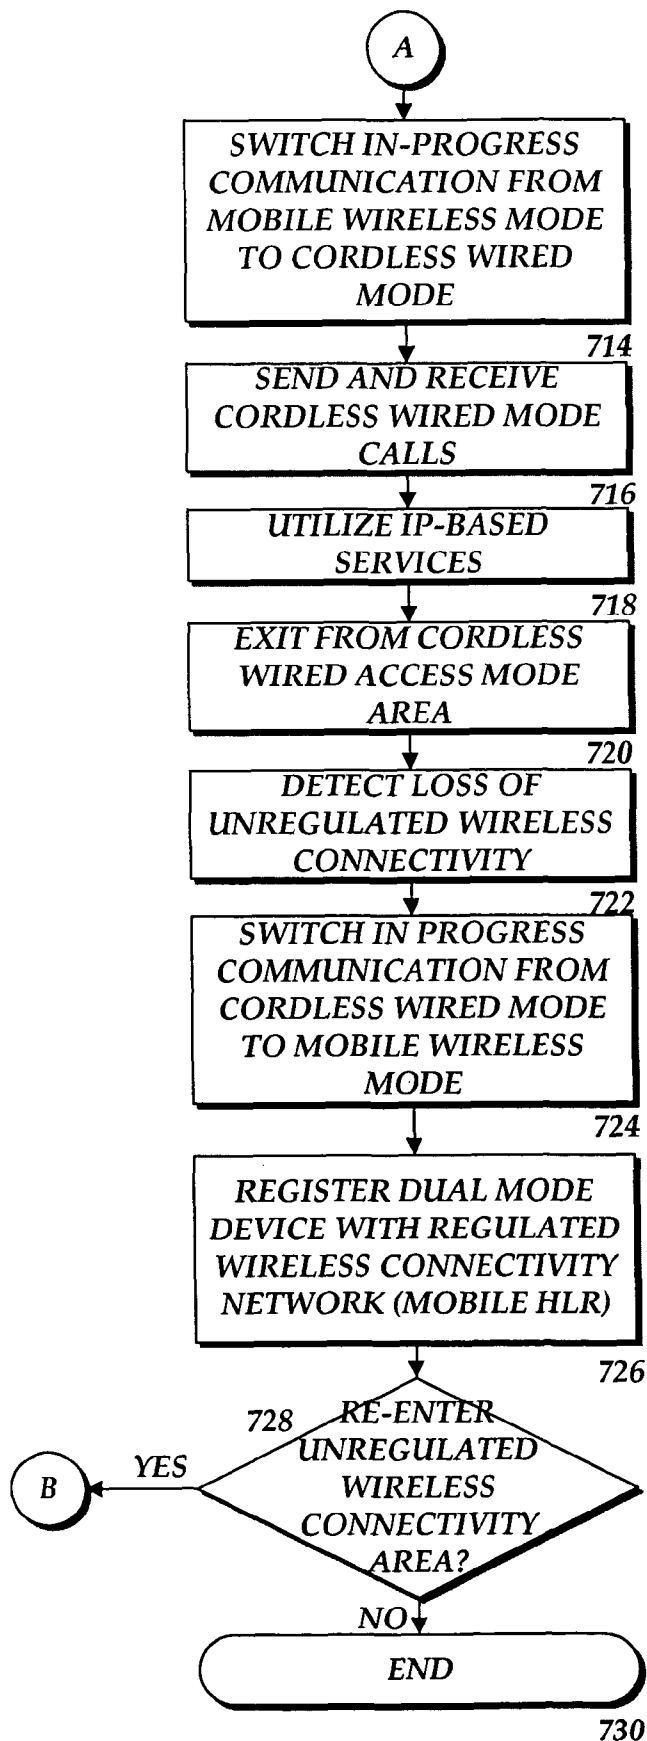 A
SWITCH IN-PROGRESS
COMMUNICATION FROM
MOBILE WIRELESS MODE
TO CORDLESS WIRED
MODE
714
SEND AND RECEIVE
CORDLESS WIRED MODE
CALLS
716
UTILIZE IP-BASED
SERVICES
718
EXIT FROM CORDLESS
WIRED ACCESS MODE
AREA
720
DETECT LOSS OF
UNREGULATED WIRELESS
CONNECTIVITY
722
SWITCH IN PROGRESS
COMMUNICATION FROM
CORDLESS WIRED MODE
TO MOBILE WIRELESS
MODE
724
REGISTER DUAL MODE
DEVICE WITH REGULATED
WIRELESS CONNECTIVITY
NETWORK (MOBILE HLR)
726
728
RE-ENTER
UNREGULATED
WIRELESS
CONNECTIVITY
AREA?
YES
B
NO
END
730